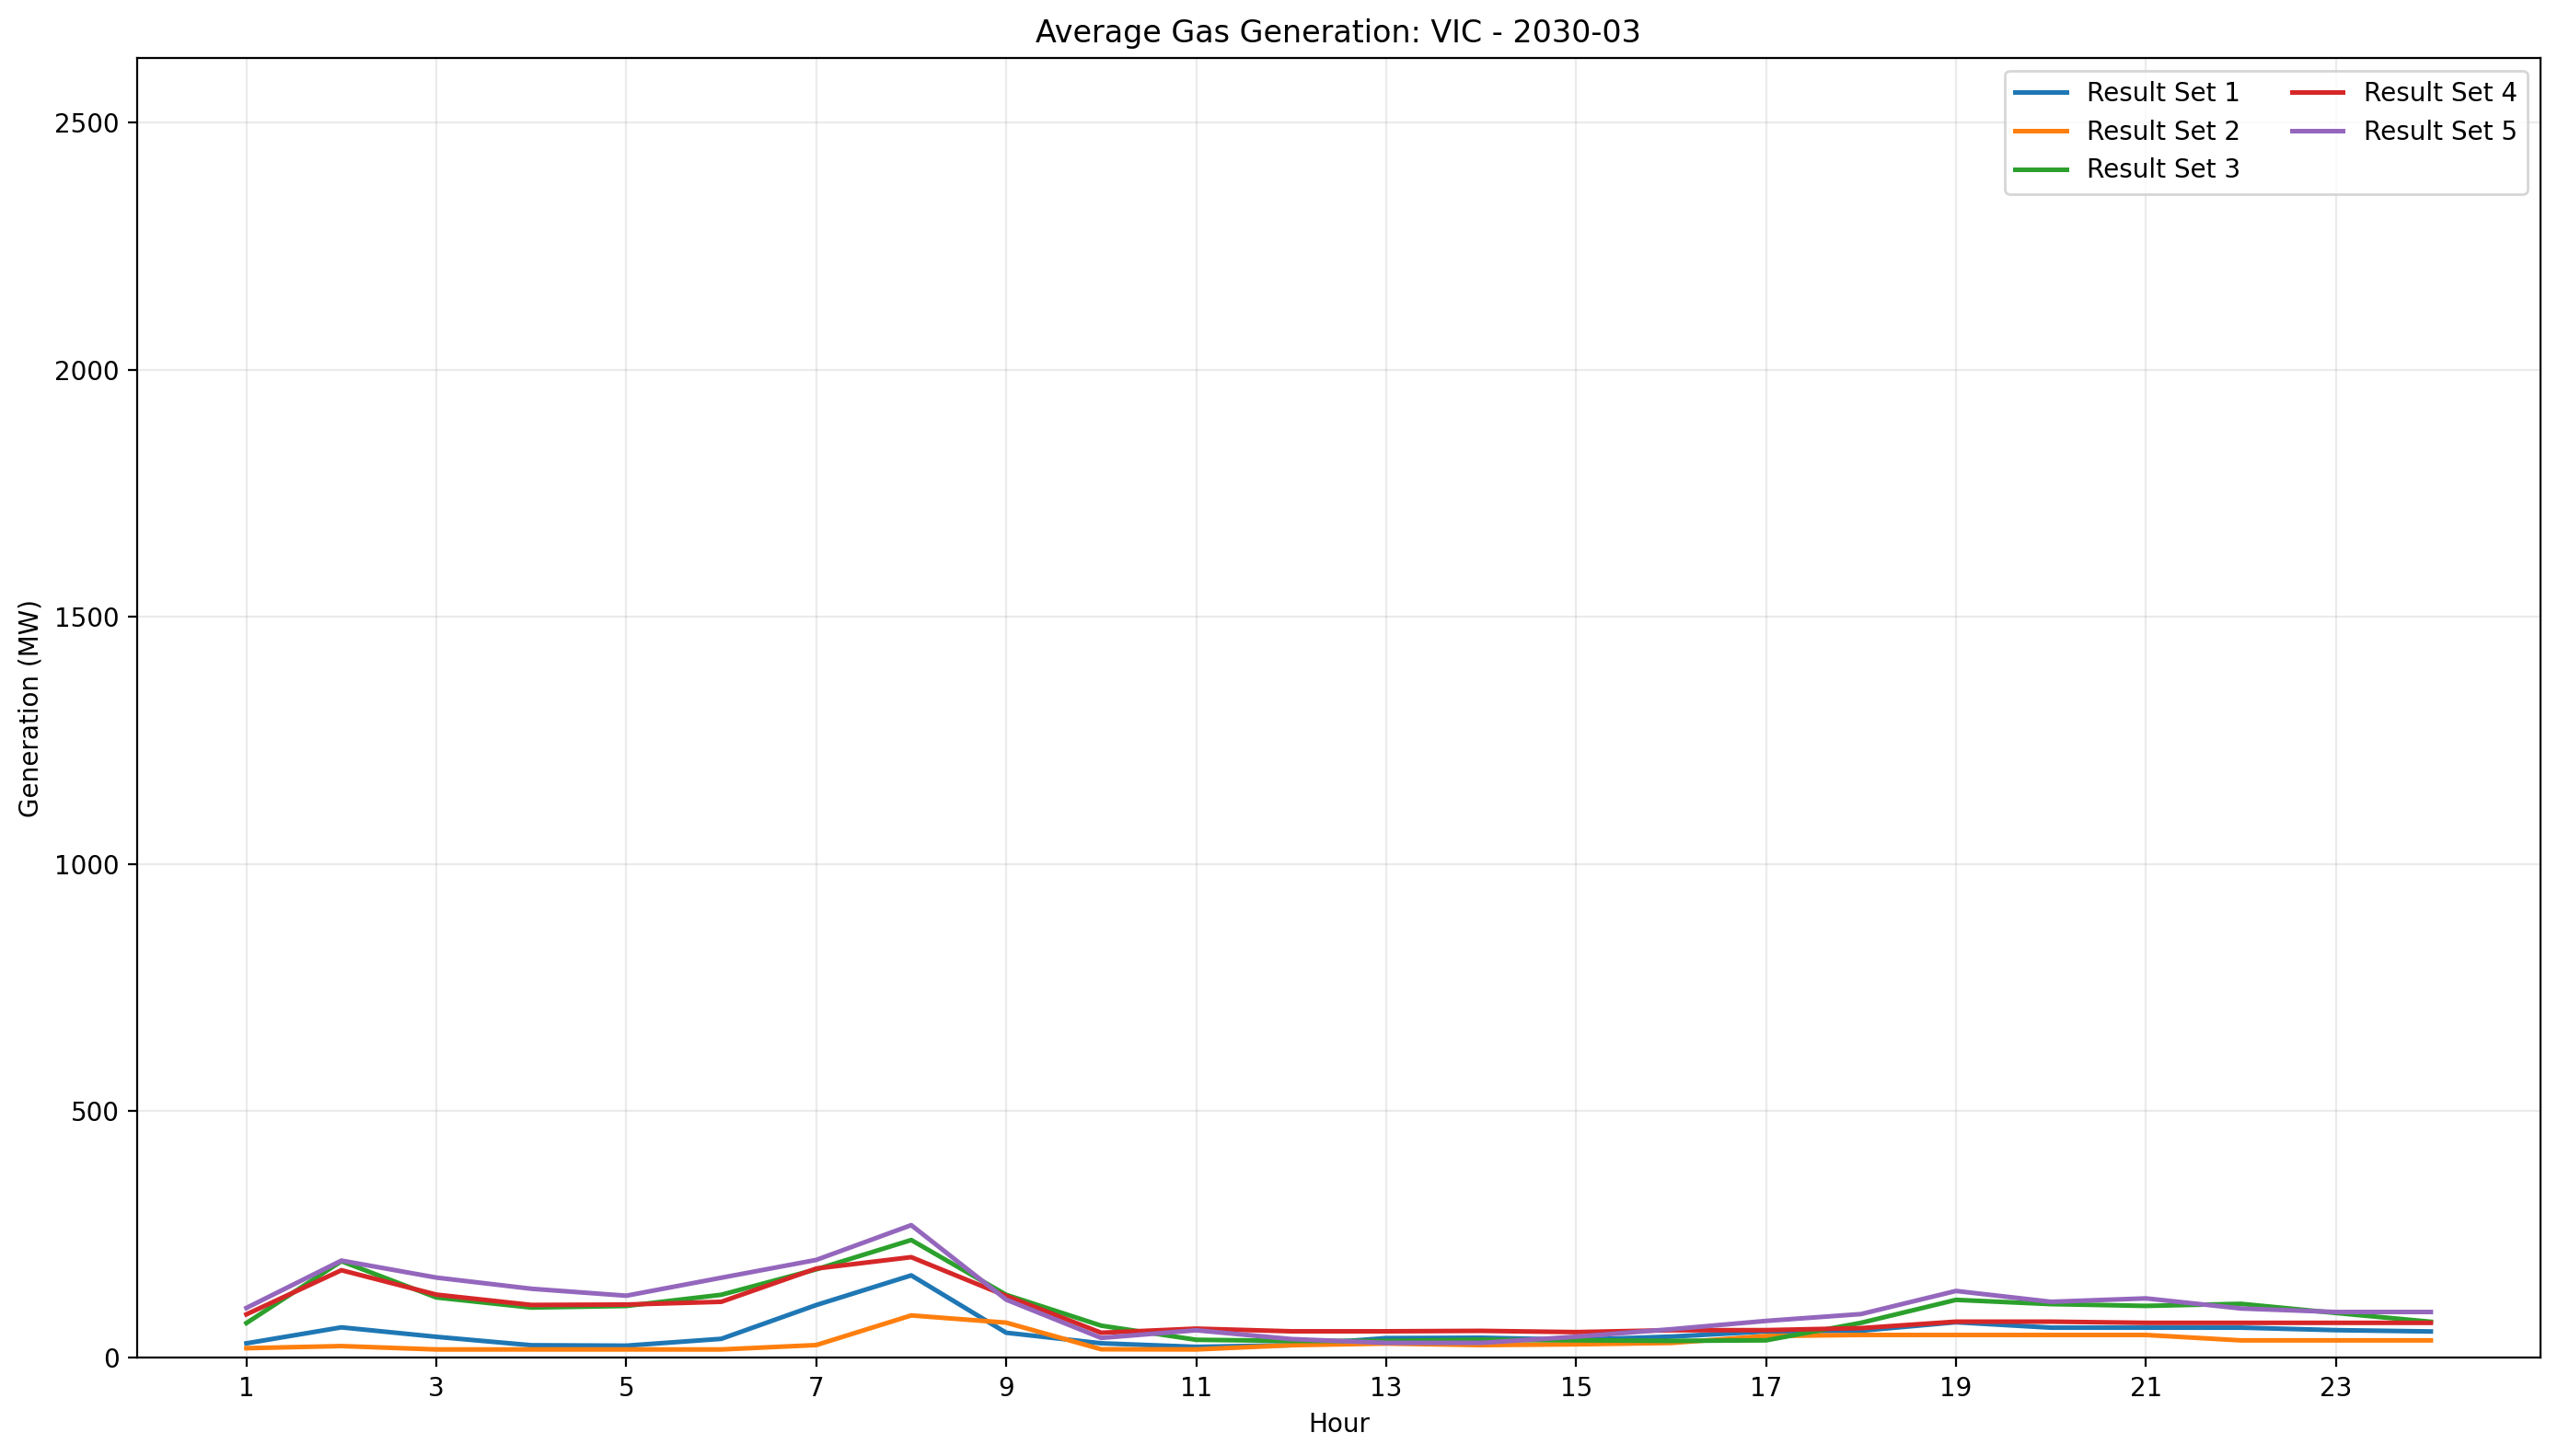 Average Gas Generation: VIC - 2030-03
Result Set 1
Result Set 2
Result Set 3
Result Set 4
Result Set 5
Generation (MW)
2500
2000
1500
1000
500
0
1 3 5 7 9 11 13 15 17 19 21 23
Hour